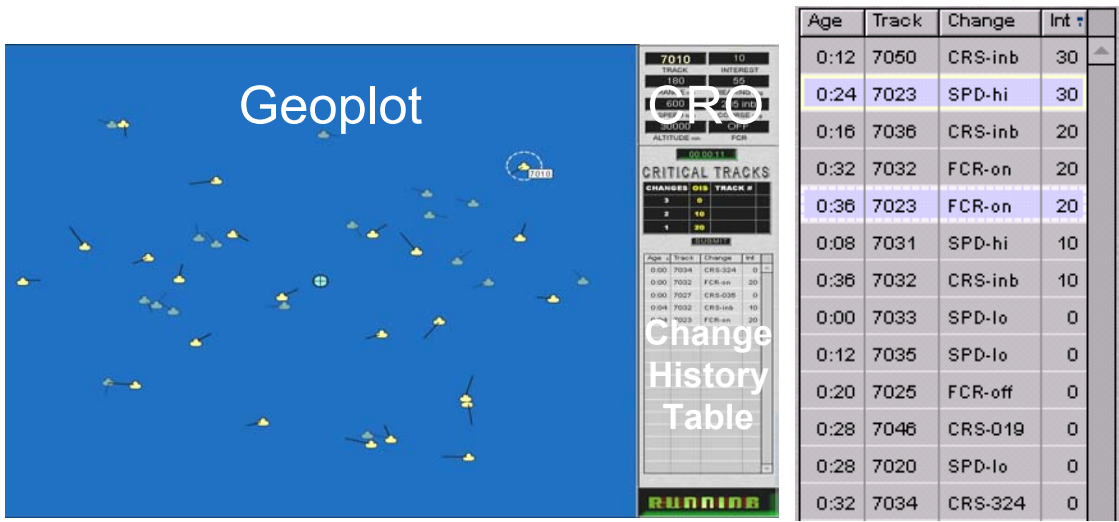 Geoplot
7010
7010 10
TRACK INTEREST
180 55
CRO
600 inb
30000 OFF
ALTITUDE FCR
00:00:11
CRITICAL TRACKS
CHANGES OIS TRACK #
3 0
2 10
1 20
SUBMIT
Age Track Change Int
0:00 7034 CRS-324 0
0:00 7032 FCR-on 20
0:00 7027 CRS-035 0
0:04 7032 CRS-inb 10
0:04 7023 FCR-on 20
Change
History
Table
RUNNING
Age Track Change Int
0:12 7050 CRS-inb 30
0:24 7023 SPD-hi 30
0:16 7036 CRS-inb 20
0:32 7032 FCR-on 20
0:36 7023 FCR-on 20
0:08 7031 SPD-hi 10
0:36 7032 CRS-inb 10
0:00 7033 SPD-lo 0
0:12 7035 SPD-lo 0
0:20 7025 FCR-off 0
0:28 7046 CRS-019 0
0:28 7020 SPD-lo 0
0:32 7034 CRS-324 0